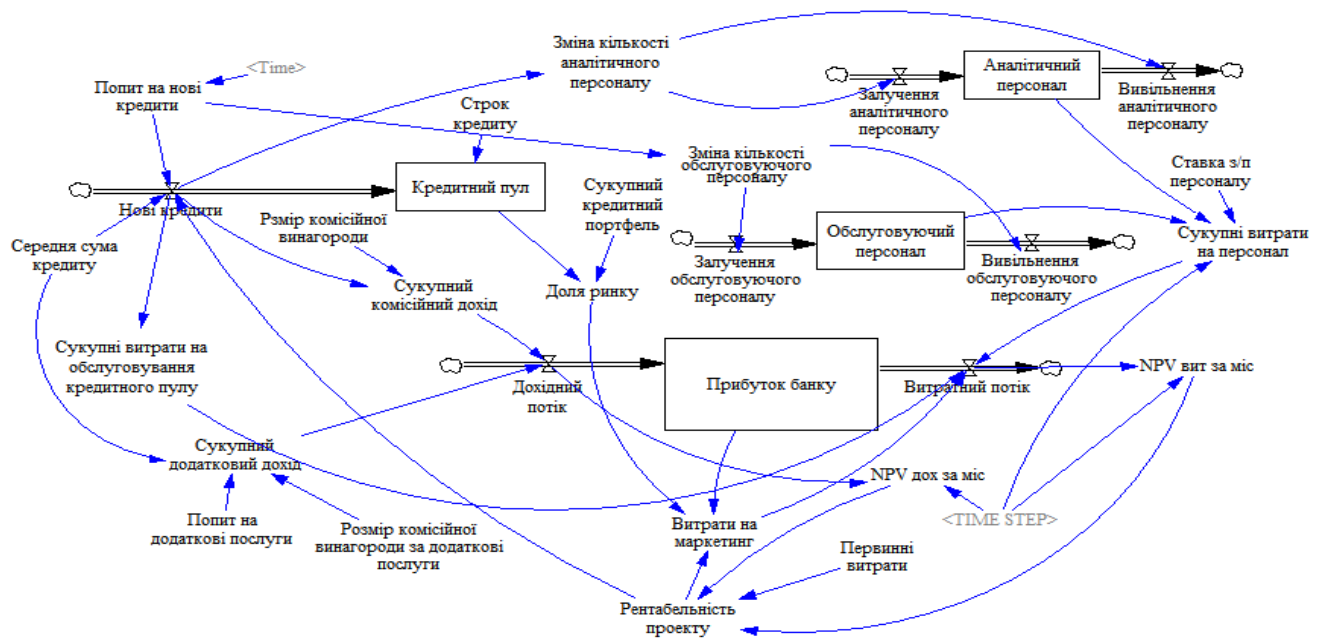 Зміна кількості
аналітичного
персоналу
<Time>
Попит на нові
кредити
Аналітичний
персонал
Залучення
аналітичного
персоналу
Вивільнення
аналітичного
персоналу
Строк
кредиту
Зміна кількості
обслуговуючого
персоналу
Ставка з/п
персоналу
Кредитний пул
Нові кредити
Сукупний
кредитний
портфель
Рзмір комісійної
винагороди
Середня сума
кредиту
Обслуговуючий
персонал
Сукупні витрати
на персонал
Залучення
обслуговуючого
персоналу
Вивільнення
обслуговуючого
персоналу
Сукупний
комісійний дохід
Доля ринку
Сукупні витрати на
обслуговування
кредитного пулу
Дохідний
потік
Прибуток банку
Витратний потік
NPV вит за міс
Сукупний
додатковий дохід
NPV дох за міс
<TIME STEP>
Попит на
додаткові послуги
Розмір комісійної
винагороди за додаткові
послуги
Витрати на
маркетинг
Первинні
витрати
Рентабельність
проекту